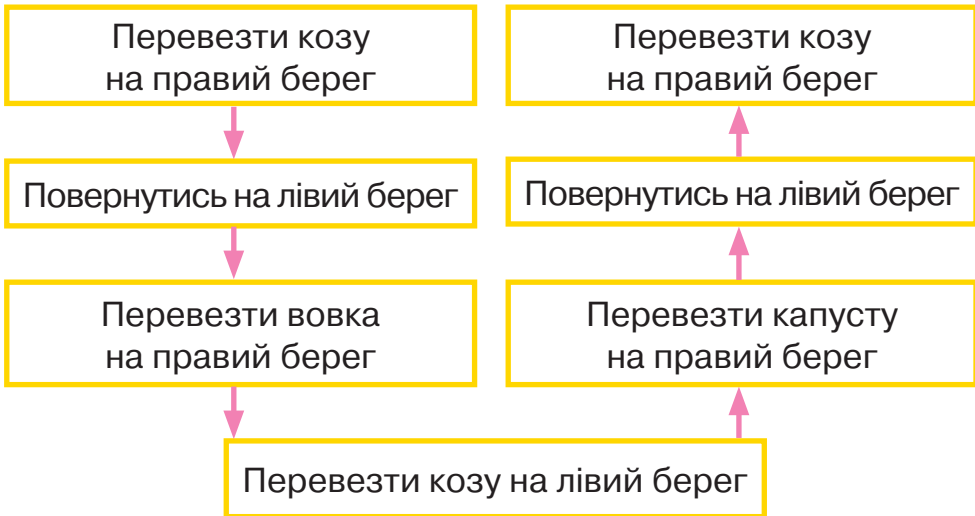 Перевезти козу
на правий берег
Повернутись на лівий берег
Перевезти вовка
на правий берег
Перевезти козу на лівий берег
Перевезти капусту
на правий берег
Повернутись на лівий берег
Перевезти козу
на правий берег